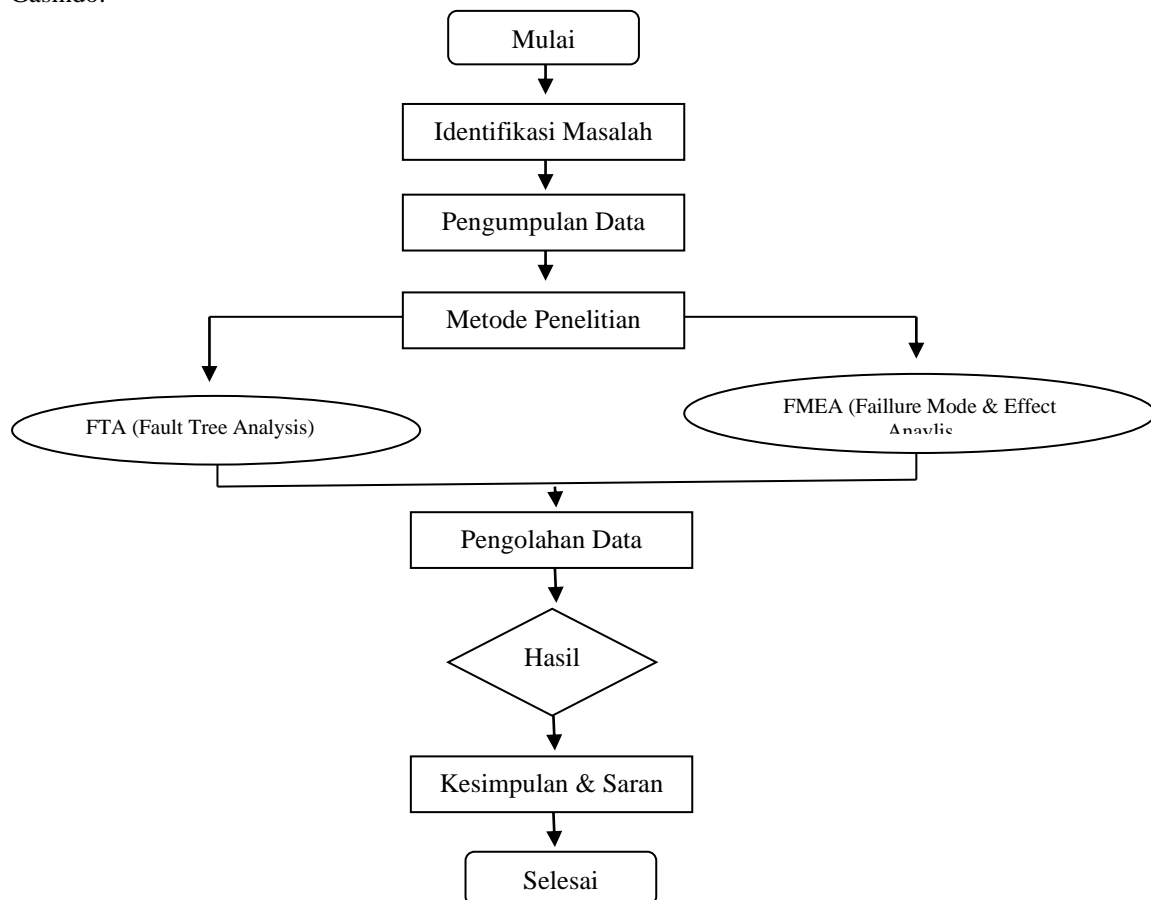 Mulai
Identifikasi Masalah
Pengumpulan Data
Metode Penelitian
FTA (Fault Tree Analysis)
FMEA (Faillure Mode & Effect
Anaylis
Pengolahan Data
Hasil
Kesimpulan & Saran
Selesai